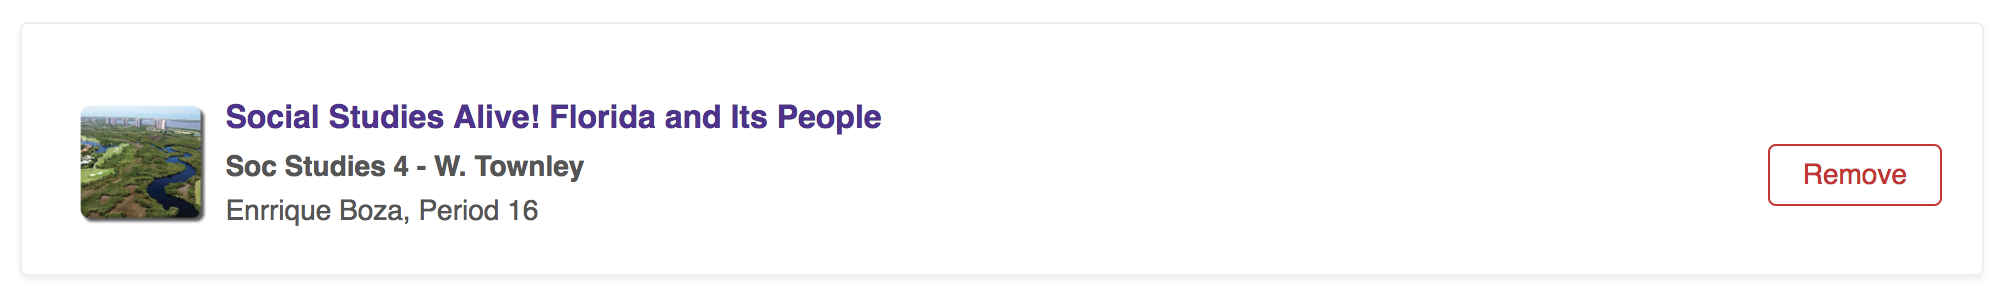 Social Studies Alive! Florida and Its People
Soc Studies 4 - W. Townley
Enrrique Boza, Period 16
Remove